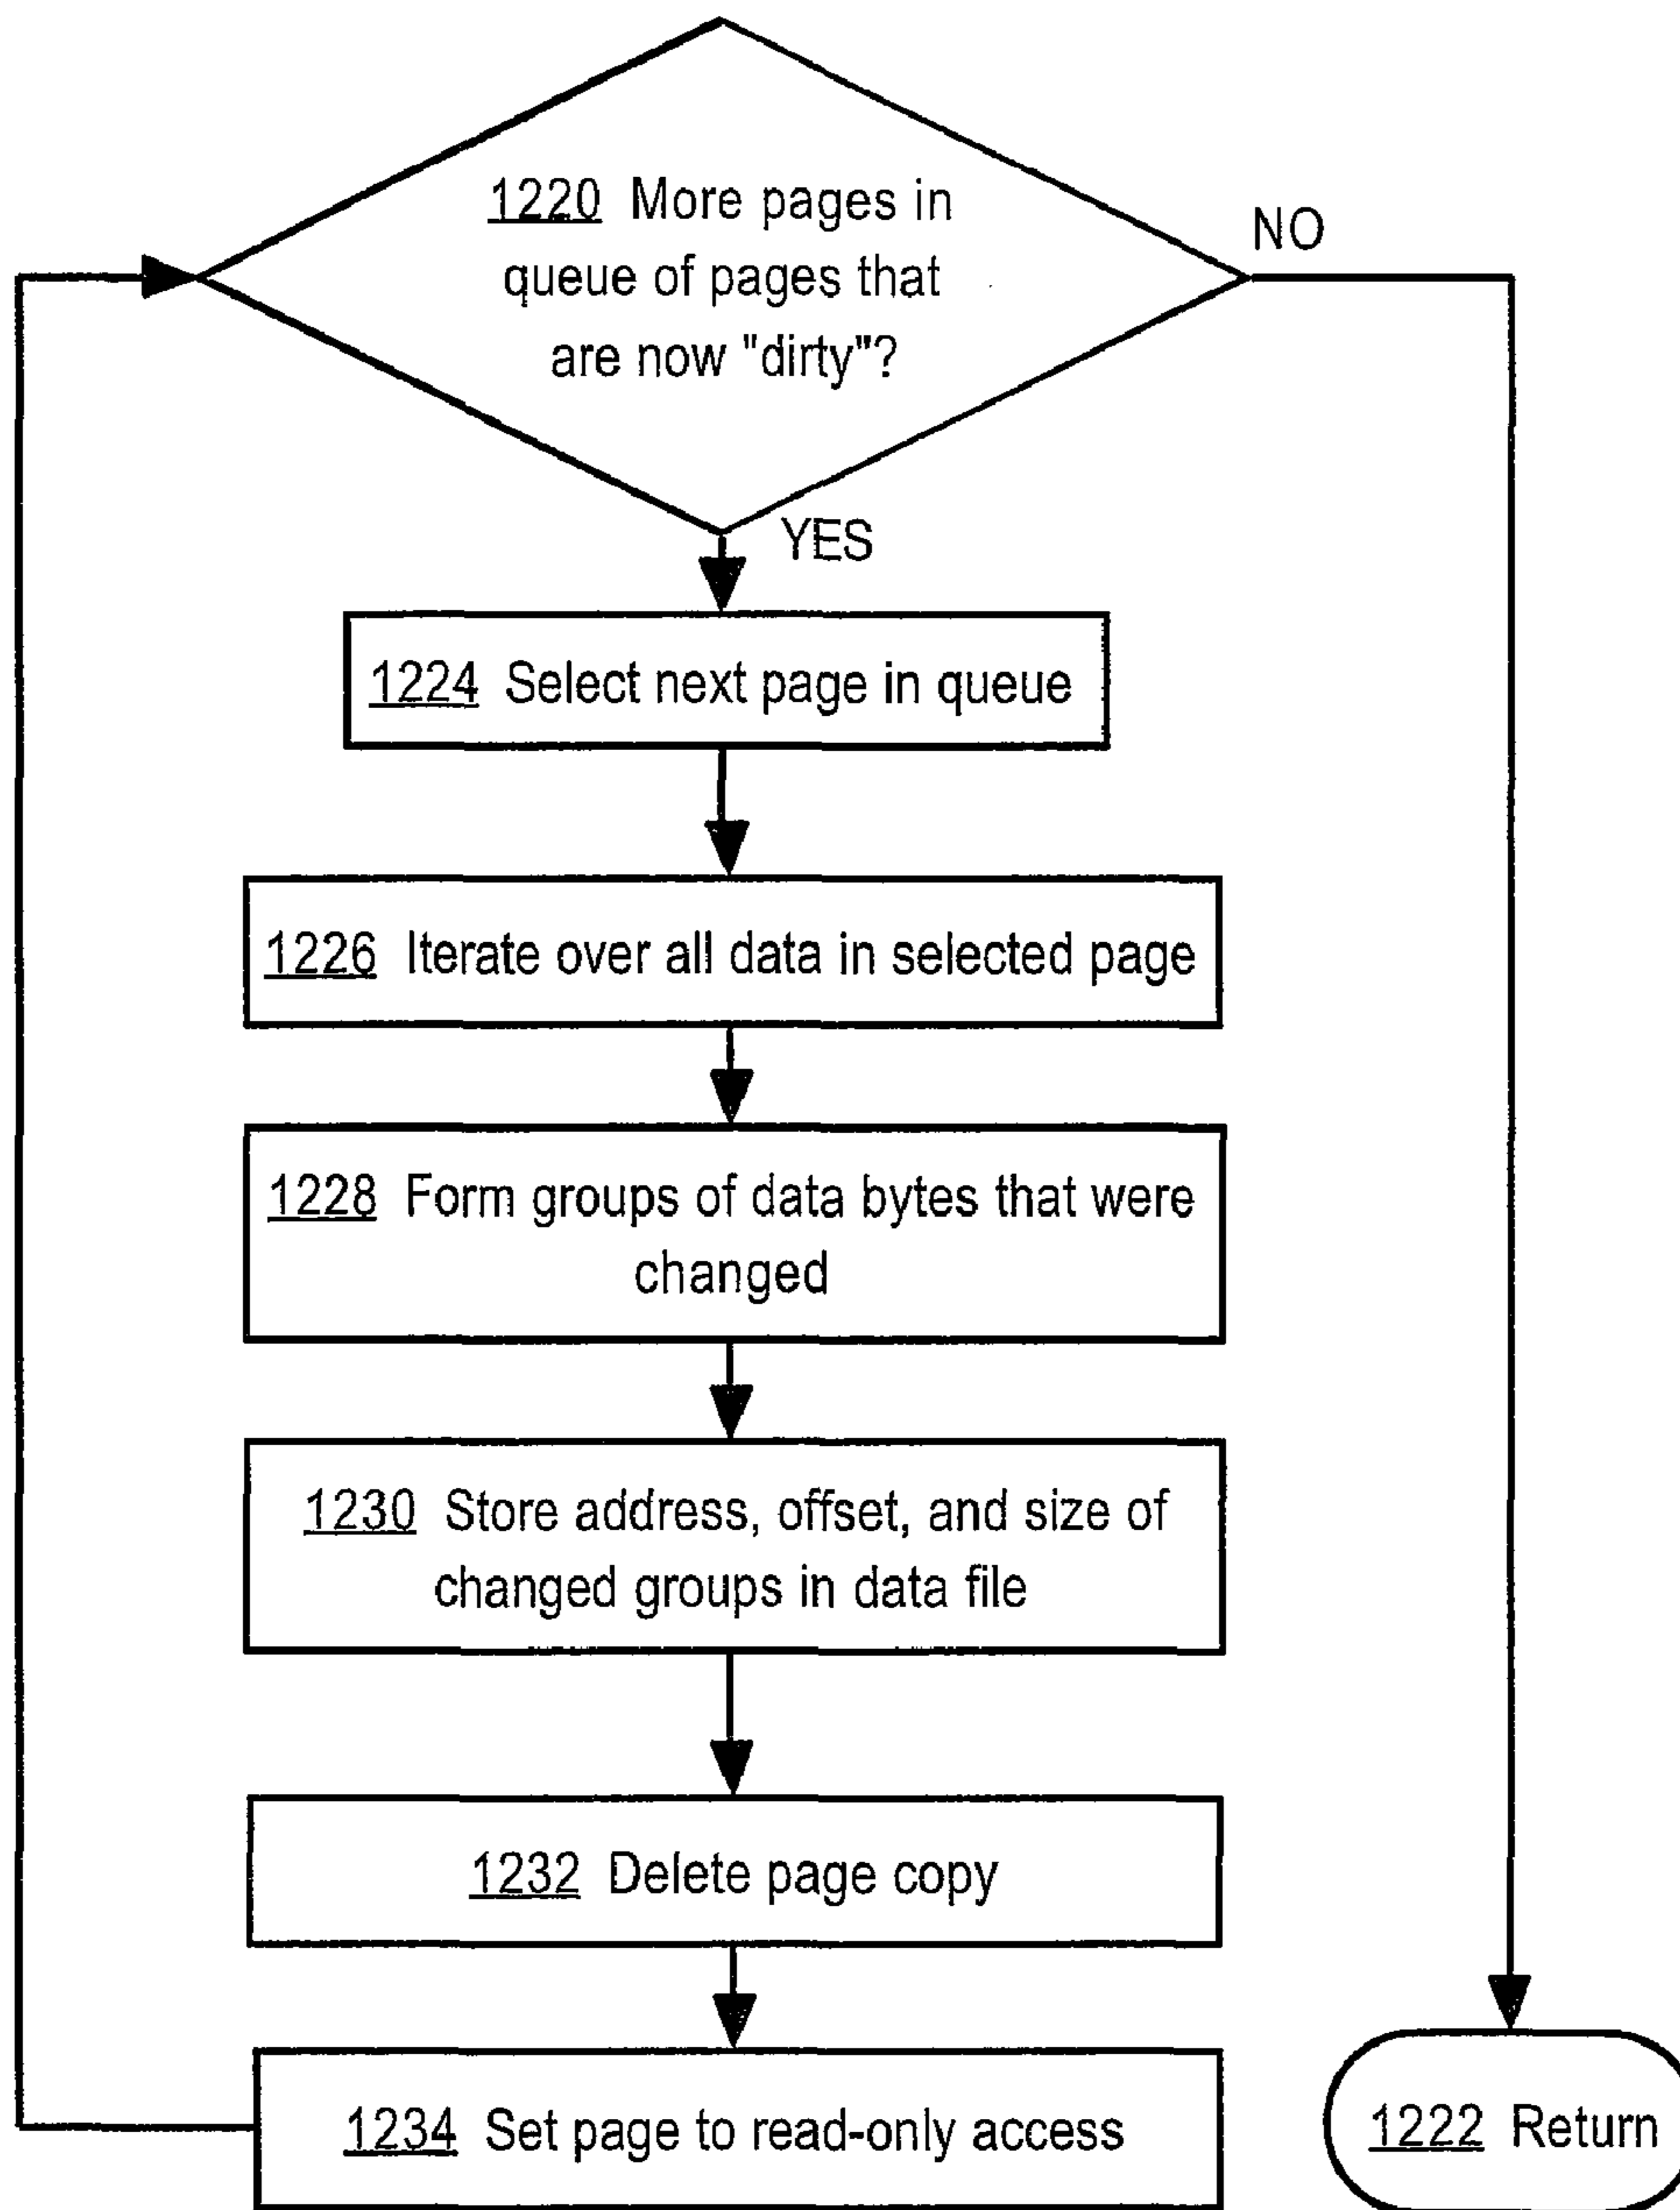 1220 More pages in
queue of pages that
are now "dirty"?
NO
YES
1224 Select next page in queue
1226 Iterate over all data in selected page
1228 Form groups of data bytes that were
changed
1230 Store address, offset, and size of
changed groups in data file
1232 Delete page copy
1234 Set page to read-only access
1222 Return